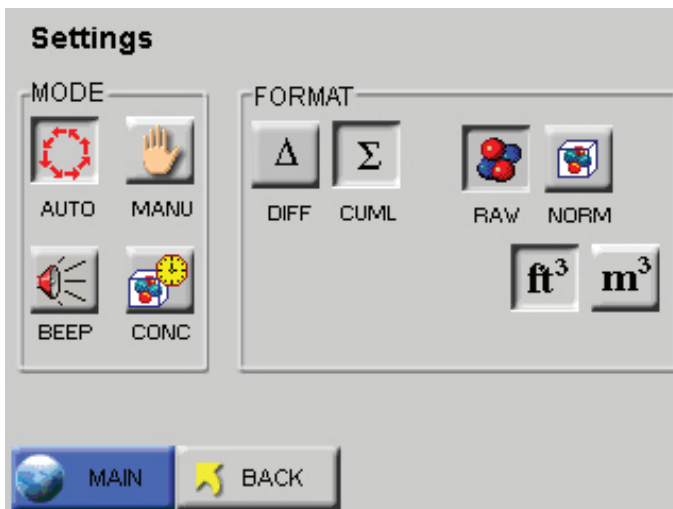 Settings
MODE
FORMAT
Δ Σ
AUTO MANU
DIFF CUML RAW NORM
ft³ m³
BEEP CONC
MAIN BACK